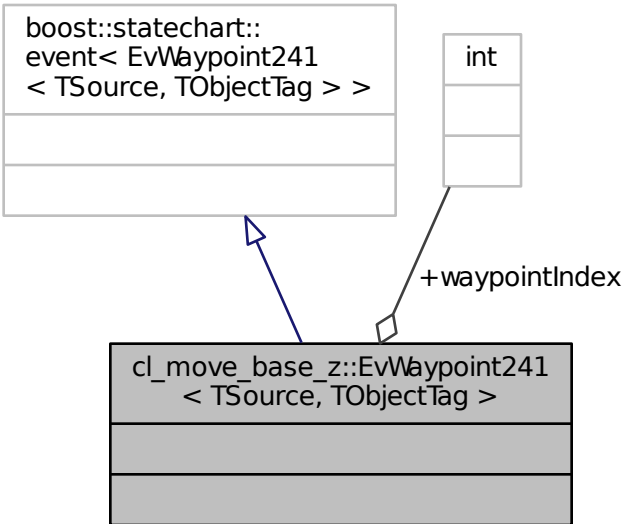 boost::statechart::
event< EvWaypoint241
< TSource, TObjectTag > >
int
+waypointIndex
cl_move_base_z::EvWaypoint241
< TSource, TObjectTag >